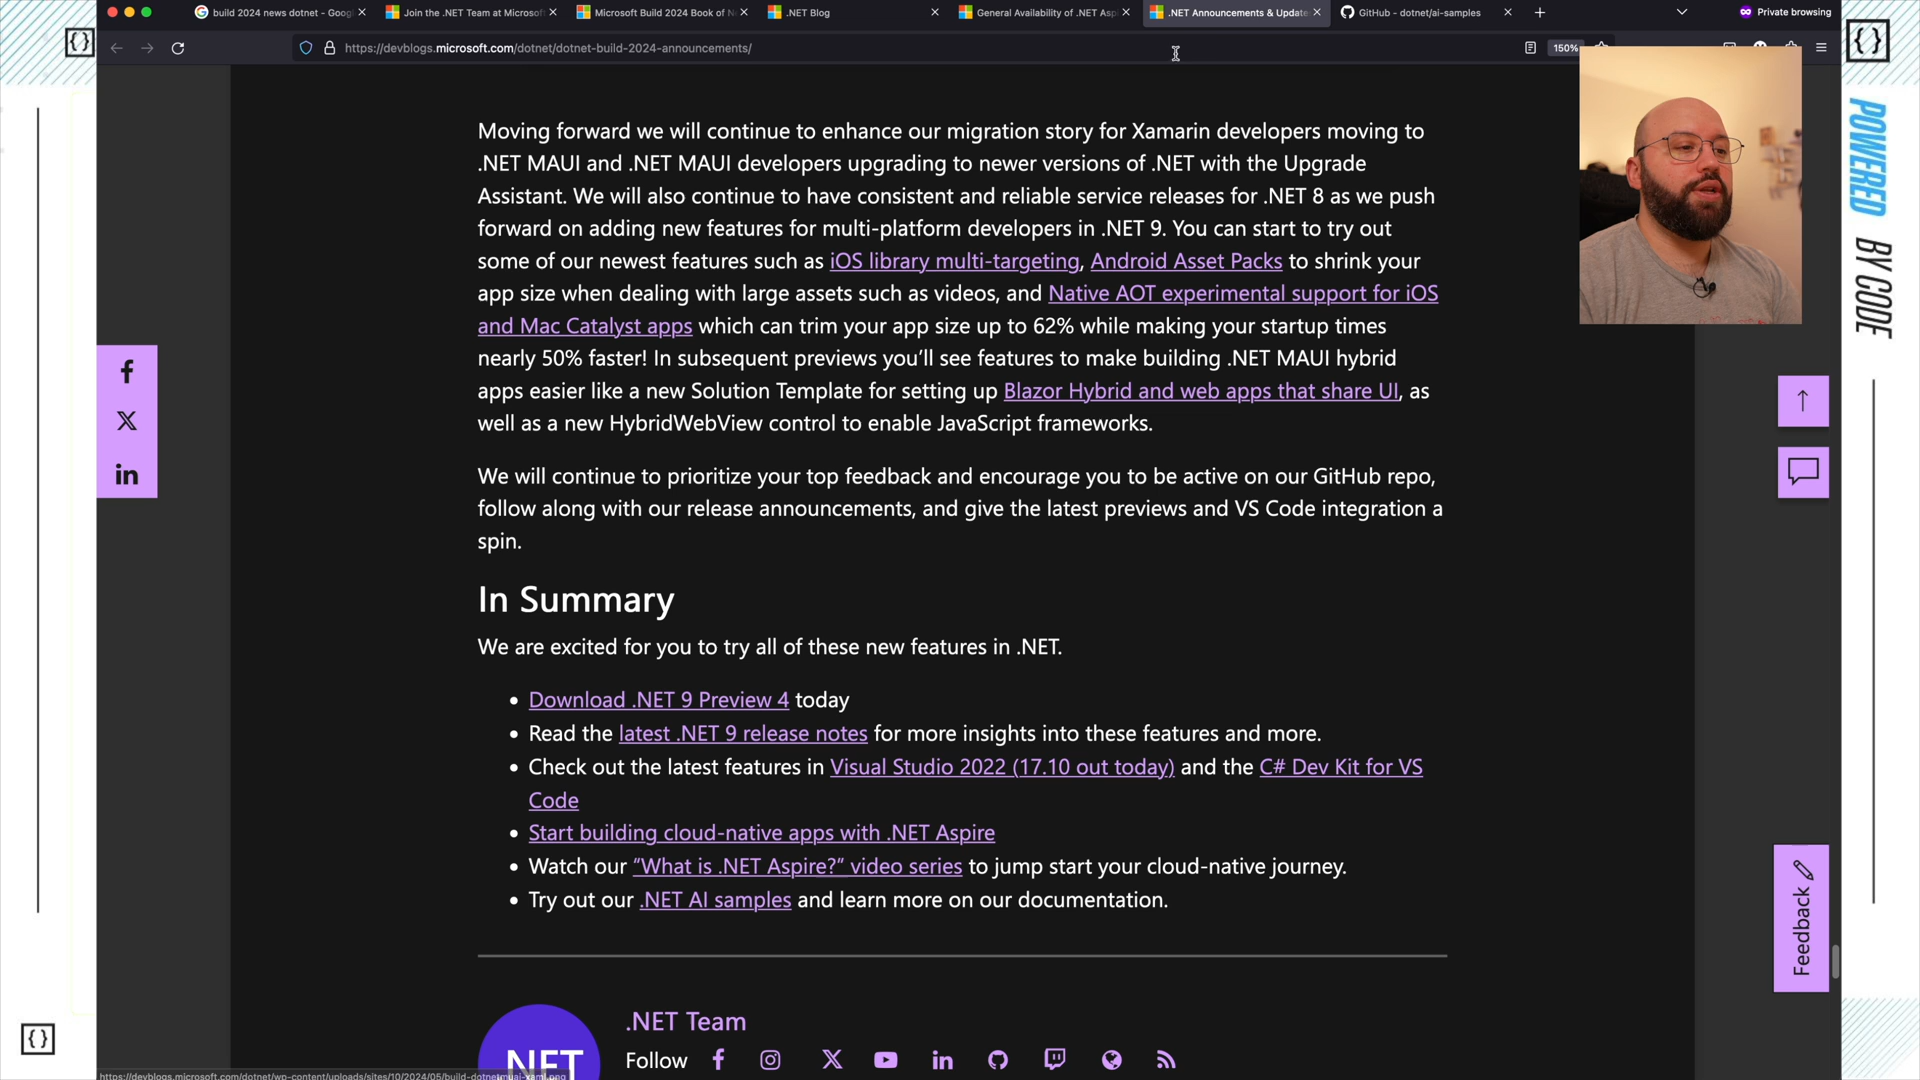 build 2024 news dotnet - Goo
Join the .NET Team at Microsof
Microsoft Build 2024 Book of N
.NET Blog
General Availability of .NET Asp
.NET Announcements & Update
GitHub - dotnet/ai-samples
Private browsing
https://devblogs.microsoft.com/dotnet/dotnet-build-2024-announcements/
150%
{ }
{ }
POWERED BY CODE
Moving forward we will continue to enhance our migration story for Xamarin developers moving to
.NET MAUI and .NET MAUI developers upgrading to newer versions of .NET with the Upgrade
Assistant. We will also continue to have consistent and reliable service releases for .NET 8 as we push
forward on adding new features for multi-platform developers in .NET 9. You can start to try out
some of our newest features such as iOS library multi-targeting, Android Asset Packs to shrink your
app size when dealing with large assets such as videos, and Native AOT experimental support for iOS
and Mac Catalyst apps which can trim your app size up to 62% while making your startup times
nearly 50% faster! In subsequent previews you’ll see features to make building .NET MAUI hybrid
apps easier like a new Solution Template for setting up Blazor Hybrid and web apps that share UI, as
well as a new HybridWebView control to enable JavaScript frameworks.
We will continue to prioritize your top feedback and encourage you to be active on our GitHub repo,
follow along with our release announcements, and give the latest previews and VS Code integration a
spin.
In Summary
We are excited for you to try all of these new features in .NET.
• Download .NET 9 Preview 4 today
• Read the latest .NET 9 release notes for more insights into these features and more.
• Check out the latest features in Visual Studio 2022 (17.10 out today) and the C# Dev Kit for VS
Code
• Start building cloud-native apps with .NET Aspire
• Watch our “What is .NET Aspire?” video series to jump start your cloud-native journey.
• Try out our .NET AI samples and learn more on our documentation.
Feedback
.NET Team
.NET
Follow
{ }